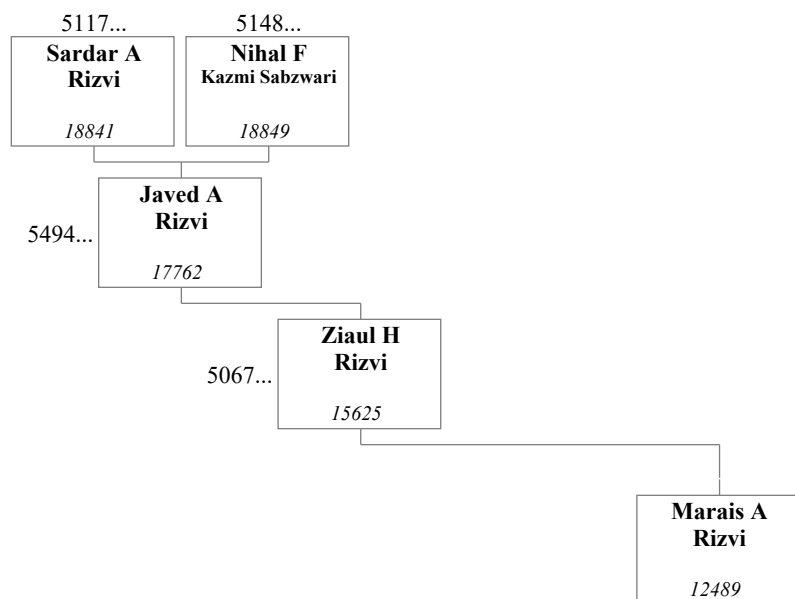 5117...
5148...
Sardar A
Rizvi
18841
Nihal F
Kazmi Sabzwari
18849
Javed A
Rizvi
17762
5494...
Ziaul H
Rizvi
15625
5067...
Marais A
Rizvi
12489